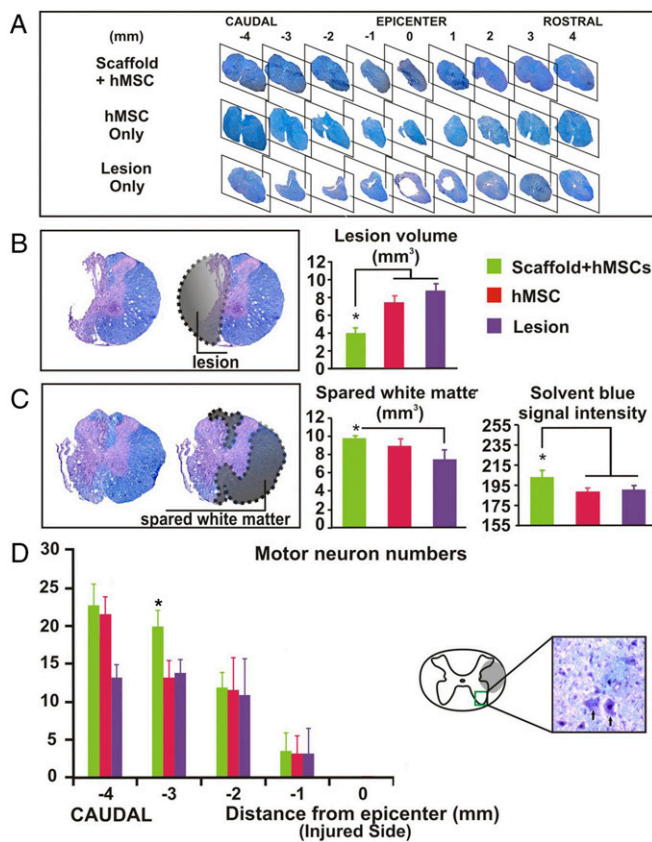 A
CAUDAL EPICENTER ROSTRAL
(mm) -4 -3 -2 -1 0 1 2 3 4
Scaffold
+ hMSC
hMSC
Only
Lesion
Only
B
lesion
Lesion volume
(mm³)
12
10
8
6
4
2
0
*
Scaffold+hMSCs
hMSC
Lesion
C
spared white matter
Spared white matter
(mm³)
12
10
8
6
4
2
0
*
Solvent blue
signal intensity
255
235
215
195
175
155
*
D
Motor neuron numbers
30
25
20
15
10
5
0
*
-4 -3 -2 -1 0
CAUDAL Distance from epicenter (mm)
(Injured Side)